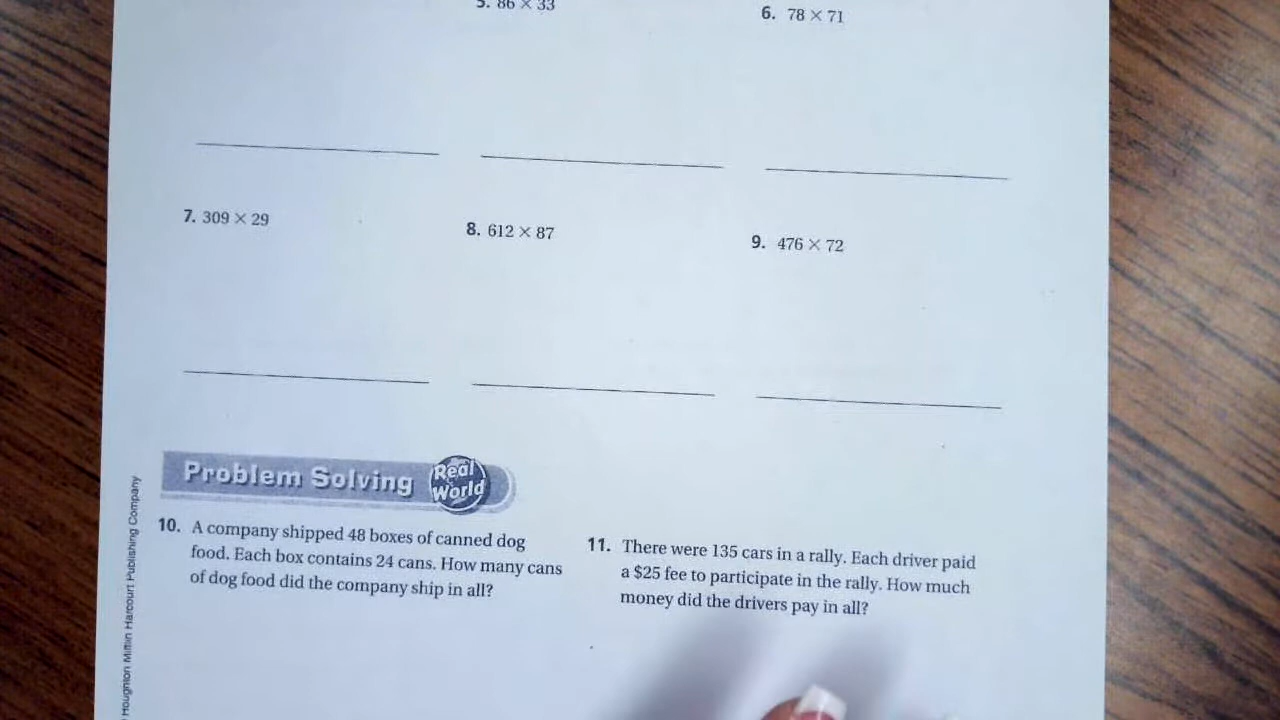 5. 86 × 33
6. 78 × 71
7. 309 × 29
8. 612 × 87
9. 476 × 72
Problem Solving Real World
10. A company shipped 48 boxes of canned dog
food. Each box contains 24 cans. How many cans
of dog food did the company ship in all?
11. There were 135 cars in a rally. Each driver paid
a $25 fee to participate in the rally. How much
money did the drivers pay in all?
Houghton Mifflin Harcourt Publishing Company